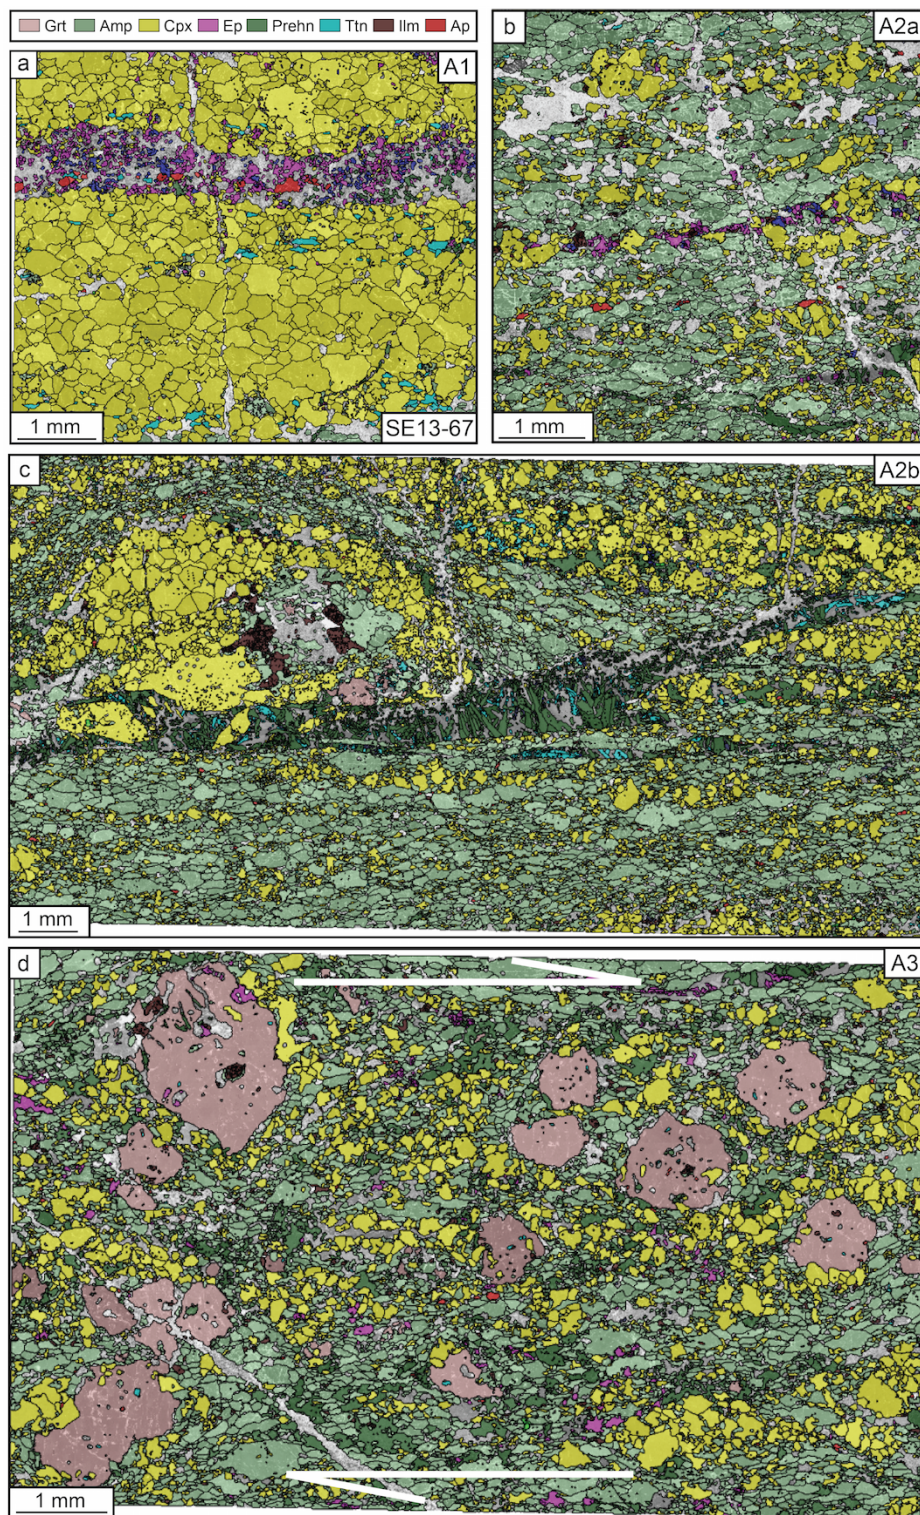 Grt Amp Cpx Ep Prehn Ttn Ilm Ap
a A1
1 mm SE13-67
b A2a
1 mm
c A2b
1 mm
d A3
1 mm